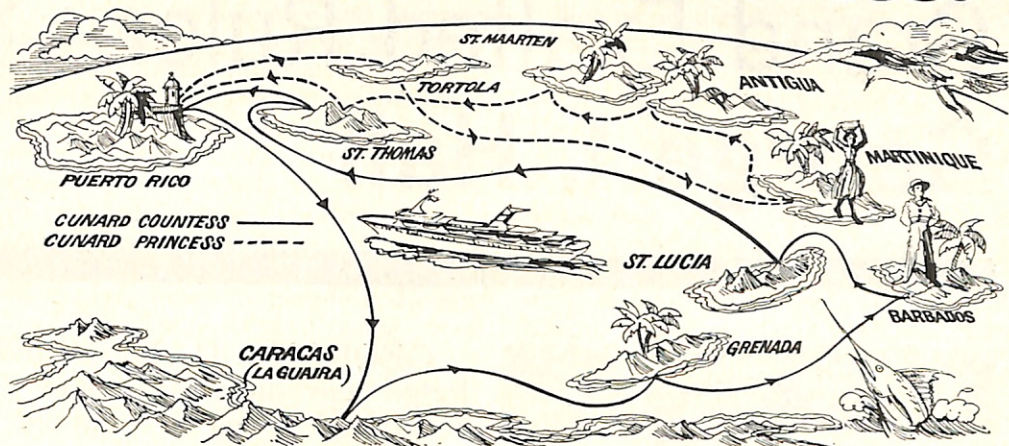 ST. MAARTEN
TORTOLA
ANTIGUA
ST. THOMAS
MARTINIQUE
PUERTO RICO
CUNARD COUNTESS
CUNARD PRINCESS
ST. LUCIA
BARBADOS
GRENADA
CARACAS
(LA GUAIRA)